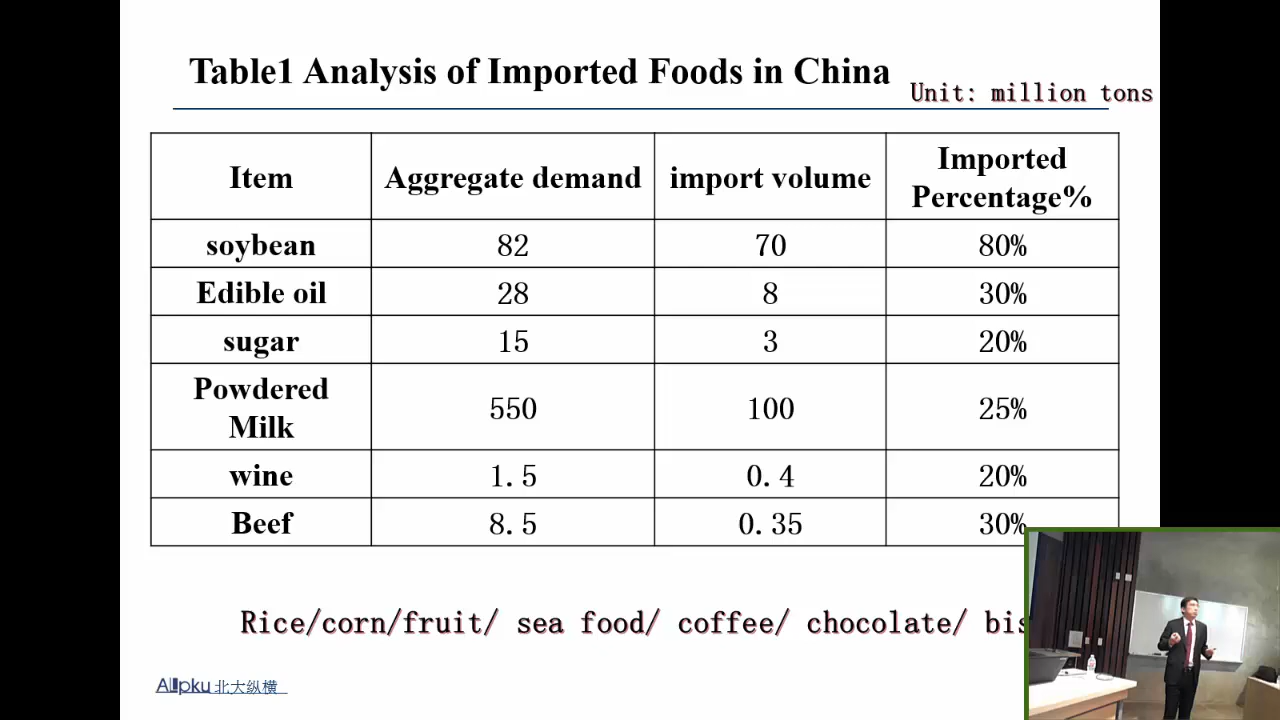 Table1 Analysis of Imported Foods in China
Unit: million tons
Item Aggregate demand import volume Imported Percentage%
soybean 82 70 80%
Edible oil 28 8 30%
sugar 15 3 20%
Powdered Milk 550 100 25%
wine 1.5 0.4 20%
Beef 8.5 0.35 30%
Rice/corn/fruit/ sea food/ coffee/ chocolate/ bis
Allpku 北大纵横